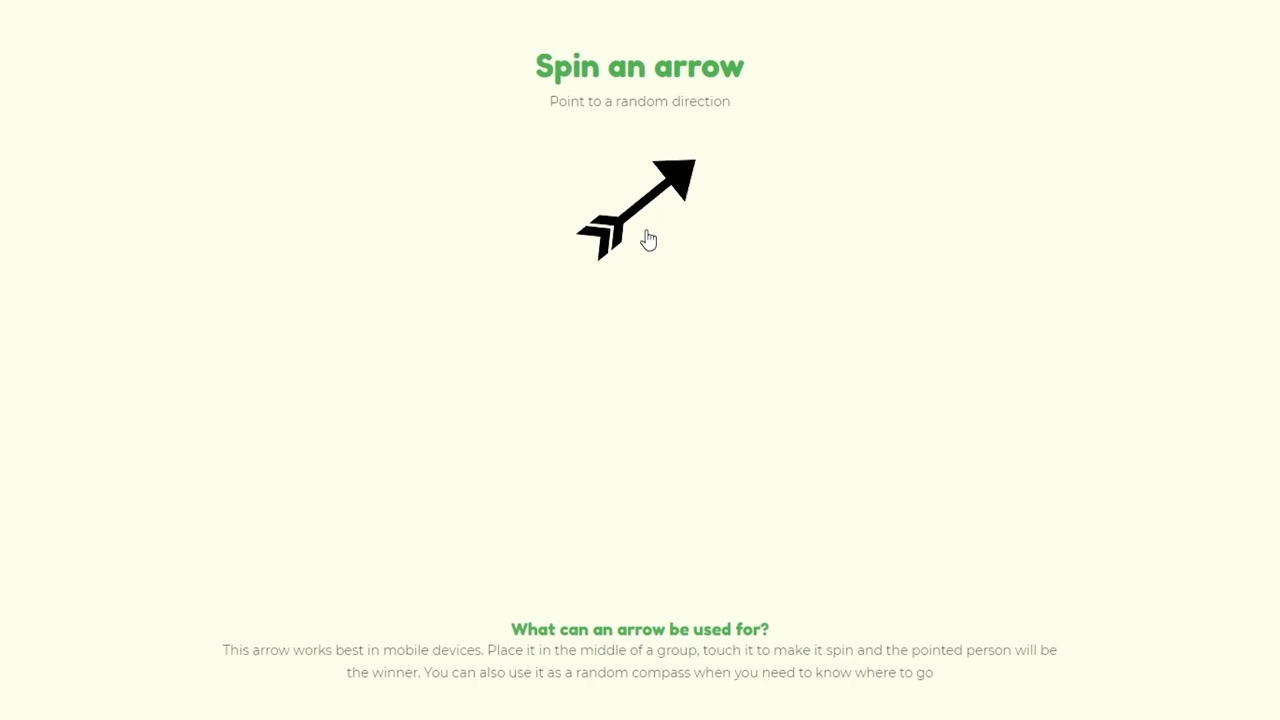 Spin an arrow
Point to a random direction
What can an arrow be used for?
This arrow works best in mobile devices. Place it in the middle of a group, touch it to make it spin and the pointed person will be
the winner. You can also use it as a random compass when you need to know where to go